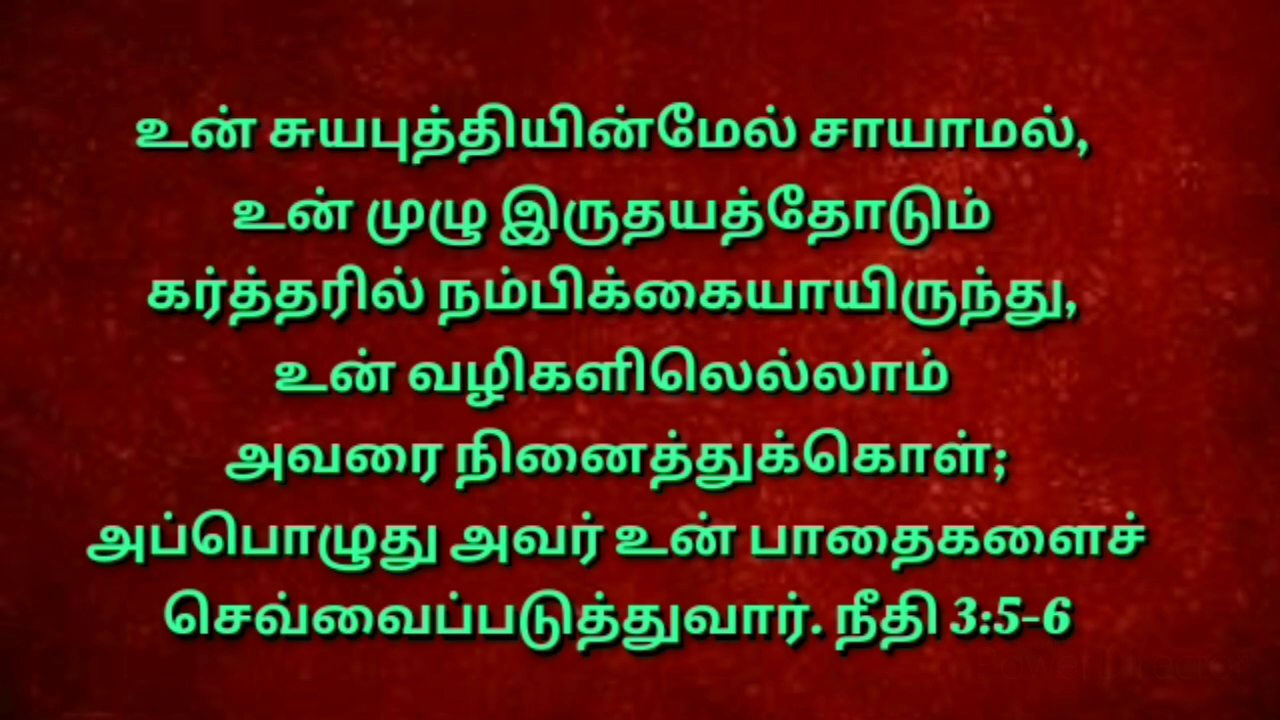 உன் சுயபுத்தியின்மேல் சாயாமல்,
உன் முழு இருதயத்தோடும்
கர்த்தரில் நம்பிக்கையாயிருந்து,
உன் வழிகளிலெல்லாம்
அவரை நினைத்துக்கொள்;
அப்பொழுது அவர் உன் பாதைகளைச்
செவ்வைப்படுத்துவார். நீதி 3:5-6